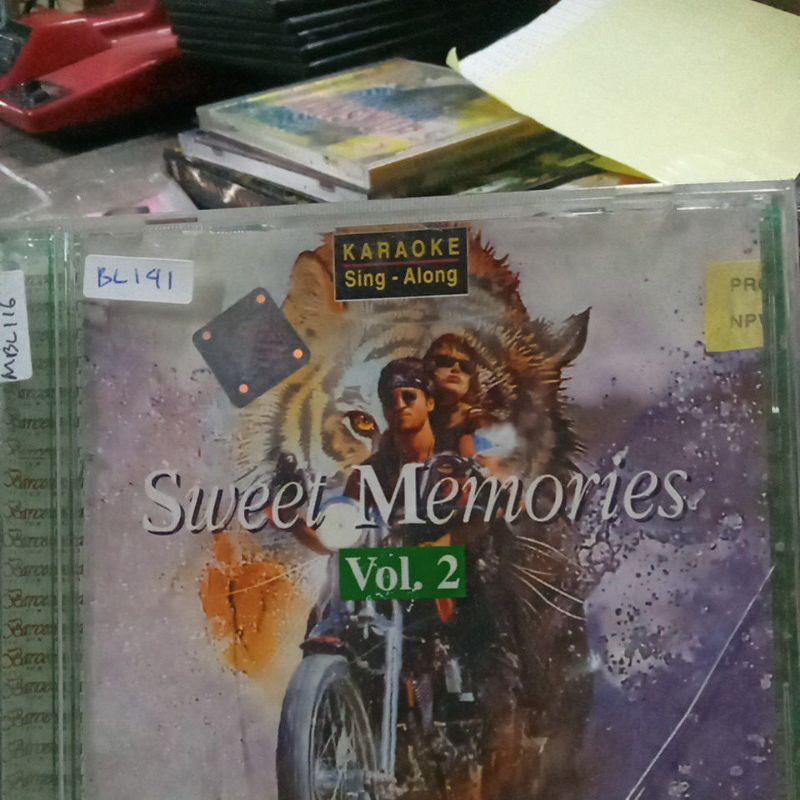 KARAOKE
Sing - Along
BL141
MBL116
Sweet Memories
Vol. 2